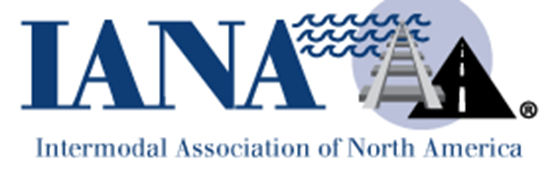 IANA ®
Intermodal Association of North America